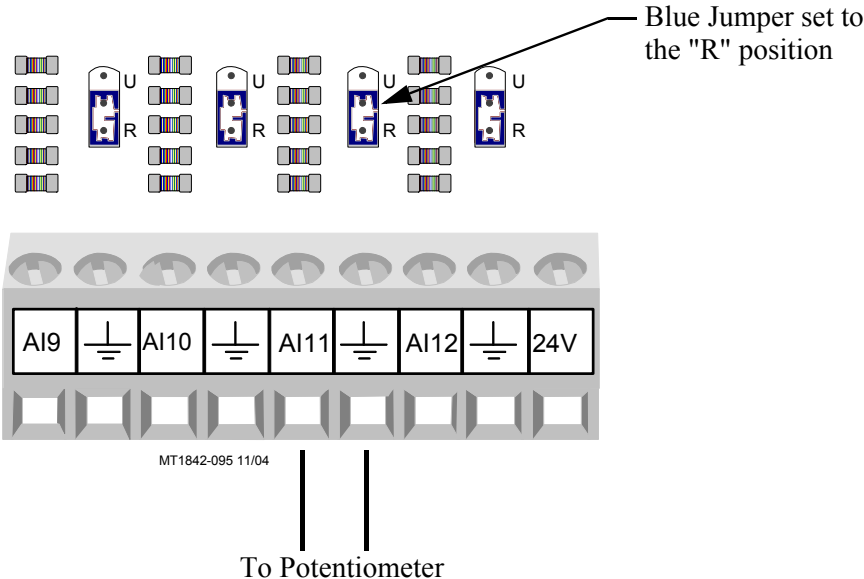 Blue Jumper set to
the "R" position
U U U U
R R R R
AI9 AI10 AI11 AI12 24V
MT1842-095 11/04
To Potentiometer